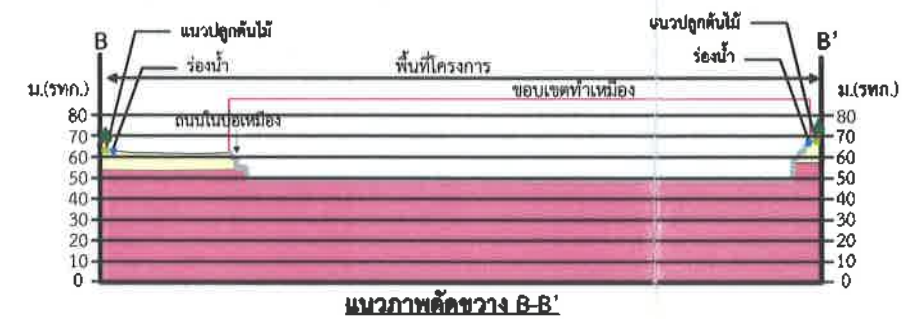 แนวปลูกต้นไม้
แนวปลูกต้นไม้
B
B'
ร่องน้ำ
พื้นที่โครงการ
ร่องน้ำ
ม.(รทก.)
ขอบเขตทำเหมือง
ม.(รทก.)
80
ถนนในบ่อเหมือง
80
70
70
60
60
50
50
40
40
30
30
20
20
10
10
0
0
แนวภาพตัดขวาง B-B'